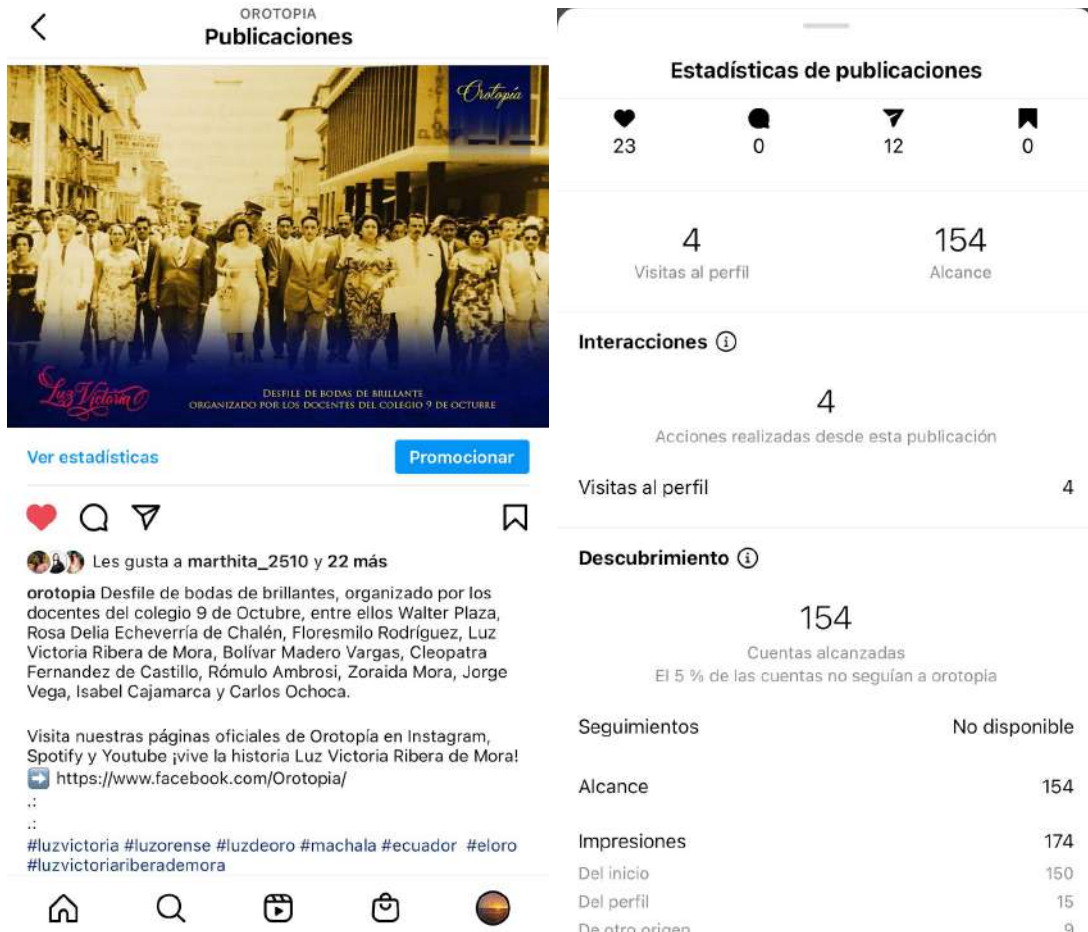 OROTOPIA
Publicaciones
Orotopía
Luz Victoria
DESFILE DE BODAS DE BRILLANTE
ORGANIZADO POR LOS DOCENTES DEL COLEGIO 9 DE OCTUBRE
Ver estadísticas
Promocionar
Les gusta a marthita_2510 y 22 más
orotopia Desfile de bodas de brillantes, organizado por los
docentes del colegio 9 de Octubre, entre ellos Walter Plaza,
Rosa Delia Echeverría de Chalén, Floresmilo Rodríguez, Luz
Victoria Ribera de Mora, Bolívar Madero Vargas, Cleopatra
Fernandez de Castillo, Rómulo Ambrosi, Zoraida Mora, Jorge
Vega, Isabel Cajamarca y Carlos Ochoca.
Visita nuestras páginas oficiales de Orotopía en Instagram,
Spotify y Youtube ¡vive la historia Luz Victoria Ribera de Mora!
➡️ https://www.facebook.com/Orotopia/
.:
.:
#luzvictoria #luzorense #luzdeoro #machala #ecuador #eloro
#luzvictoriariberademora
Estadísticas de publicaciones
23 0 12 0
4 154
Visitas al perfil Alcance
Interacciones
4
Acciones realizadas desde esta publicación
Visitas al perfil 4
Descubrimiento
154
Cuentas alcanzadas
El 5 % de las cuentas no seguían a orotopia
Seguimientos No disponible
Alcance 154
Impresiones 174
Del inicio 150
Del perfil 15
De otro origen 9